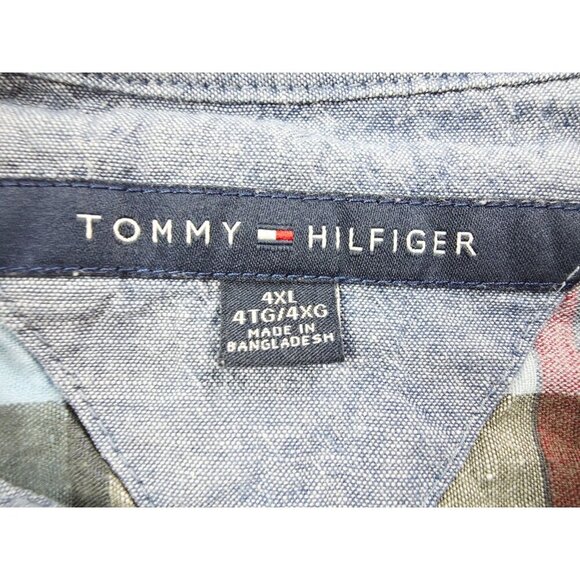 TOMMY HILFIGER
4XL
4TG/4XG
MADE IN
BANGLADESH